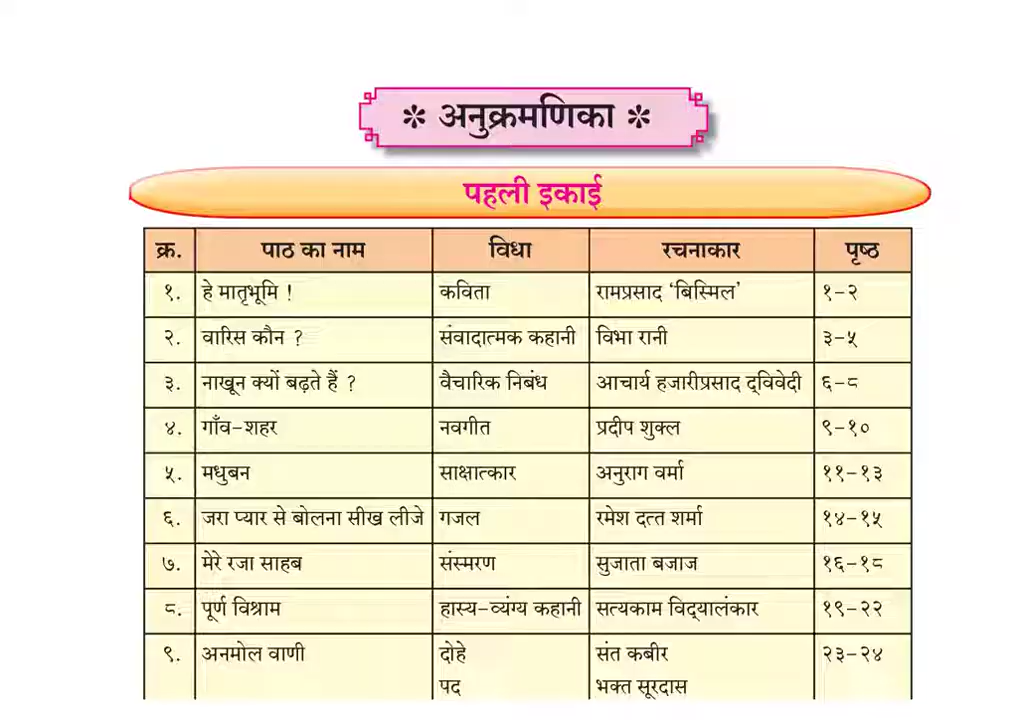 * अनुक्रमणिका *
पहली इकाई
क्र. पाठ का नाम विधा रचनाकार पृष्ठ
१. हे मातृभूमि ! कविता रामप्रसाद ‘बिस्मिल’ १-२
२. वारिस कौन ? संवादात्मक कहानी विभा रानी ३-५
३. नाखून क्यों बढ़ते हैं ? वैचारिक निबंध आचार्य हजारीप्रसाद द्‌विवेदी ६-८
४. गाँव-शहर नवगीत प्रदीप शुक्ल ९-१०
५. मधुबन साक्षात्कार अनुराग वर्मा ११-१३
६. जरा प्यार से बोलना सीख लीजे गजल रमेश दत्त शर्मा १४-१५
७. मेरे रजा साहब संस्मरण सुजाता बजाज १६-१८
८. पूर्ण विश्राम हास्य-व्यंग्य कहानी सत्यकाम विद्‌यालंकार १९-२२
९. अनमोल वाणी दोहे संत कबीर २३-२४
पद भक्त सूरदास